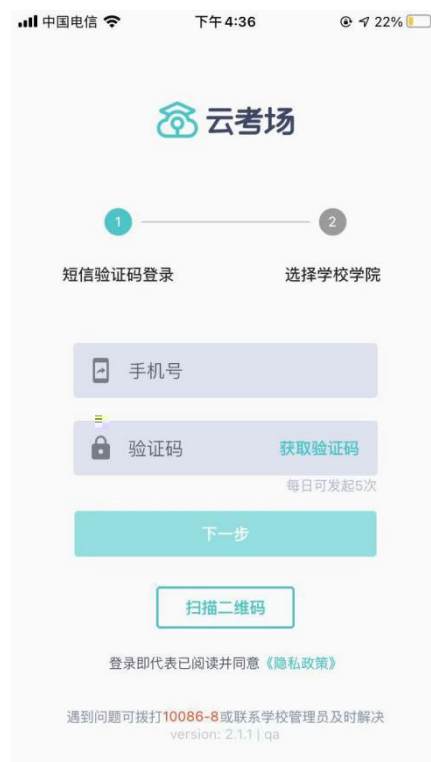 中国电信 下午4:36 22%
云考场
1 2
短信验证码登录 选择学校学院
手机号
验证码 获取验证码
每日可发起5次
下一步
扫描二维码
登录即代表已阅读并同意《隐私政策》
遇到问题可拨打10086-8或联系学校管理员及时解决
version: 2.1.1 | qa